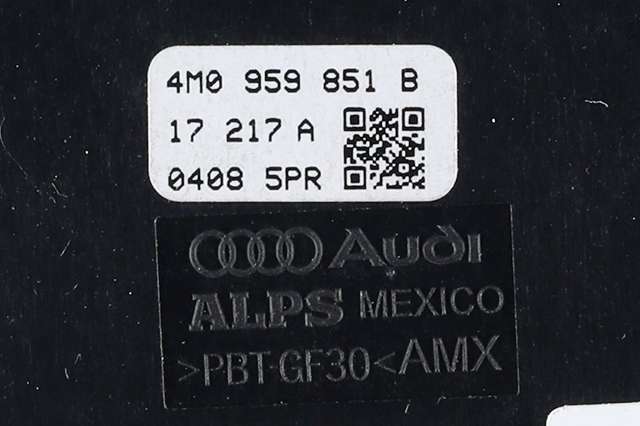 4M0 959 851 B
17 217 A
0408 5PR
Audi
ALPS MEXICO
>PBT-GF30< AMX